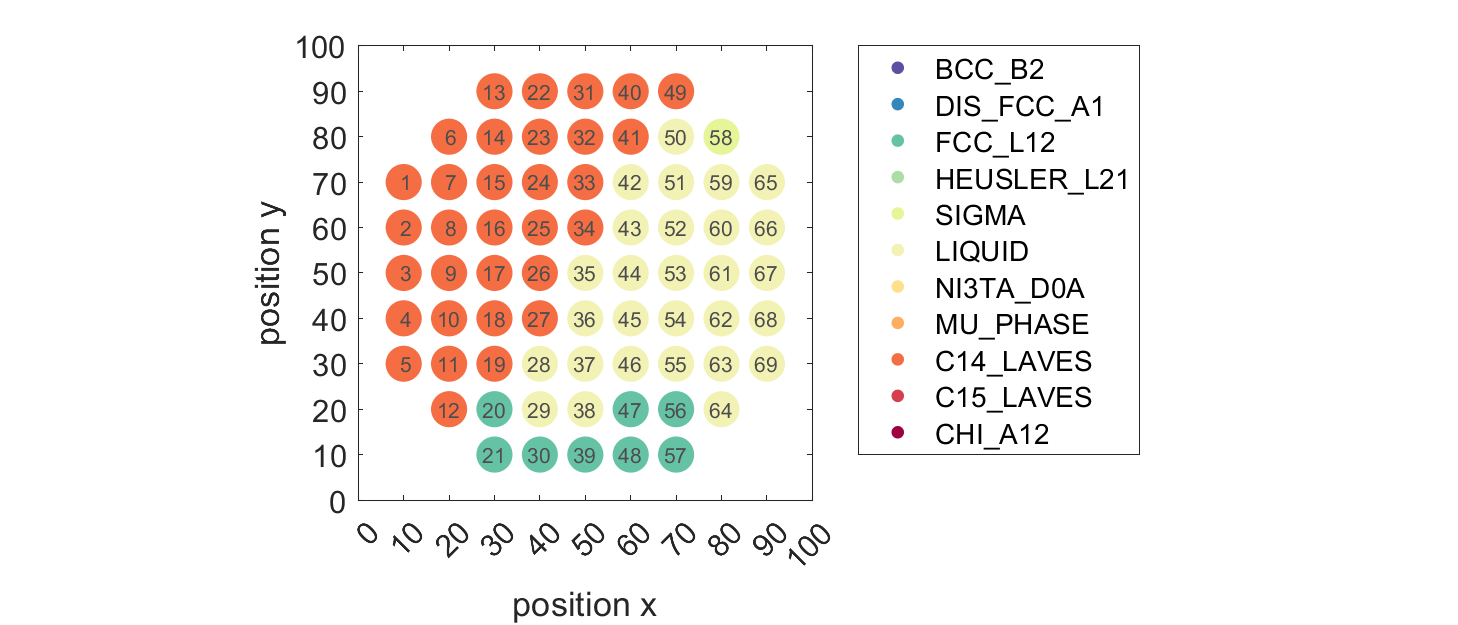 100
90
13 22 31 40 49
80
6 14 23 32 41 50 58
70
1 7 15 24 33 42 51 59 65
60
2 8 16 25 34 43 52 60 66
50
3 9 17 26 35 44 53 61 67
40
4 10 18 27 36 45 54 62 68
30
5 11 19 28 37 46 55 63 69
20
12 20 29 38 47 56 64
10
21 30 39 48 57
0
0 10 20 30 40 50 60 70 80 90 100
position x
position y
BCC_B2
DIS_FCC_A1
FCC_L12
HEUSLER_L21
SIGMA
LIQUID
NI3TA_D0A
MU_PHASE
C14_LAVES
C15_LAVES
CHI_A12